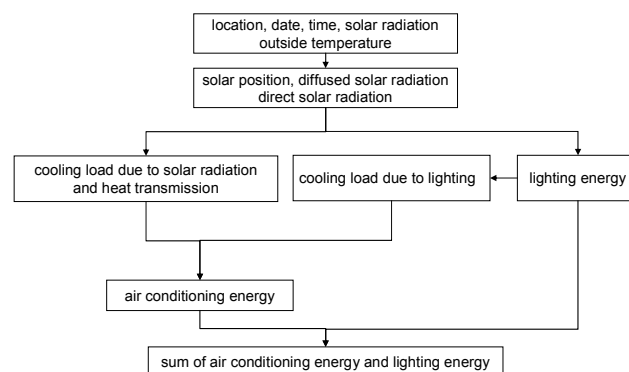 location, date, time, solar radiation
outside temperature
solar position, diffused solar radiation
direct solar radiation
cooling load due to solar radiation
and heat transmission
cooling load due to lighting
lighting energy
air conditioning energy
sum of air conditioning energy and lighting energy